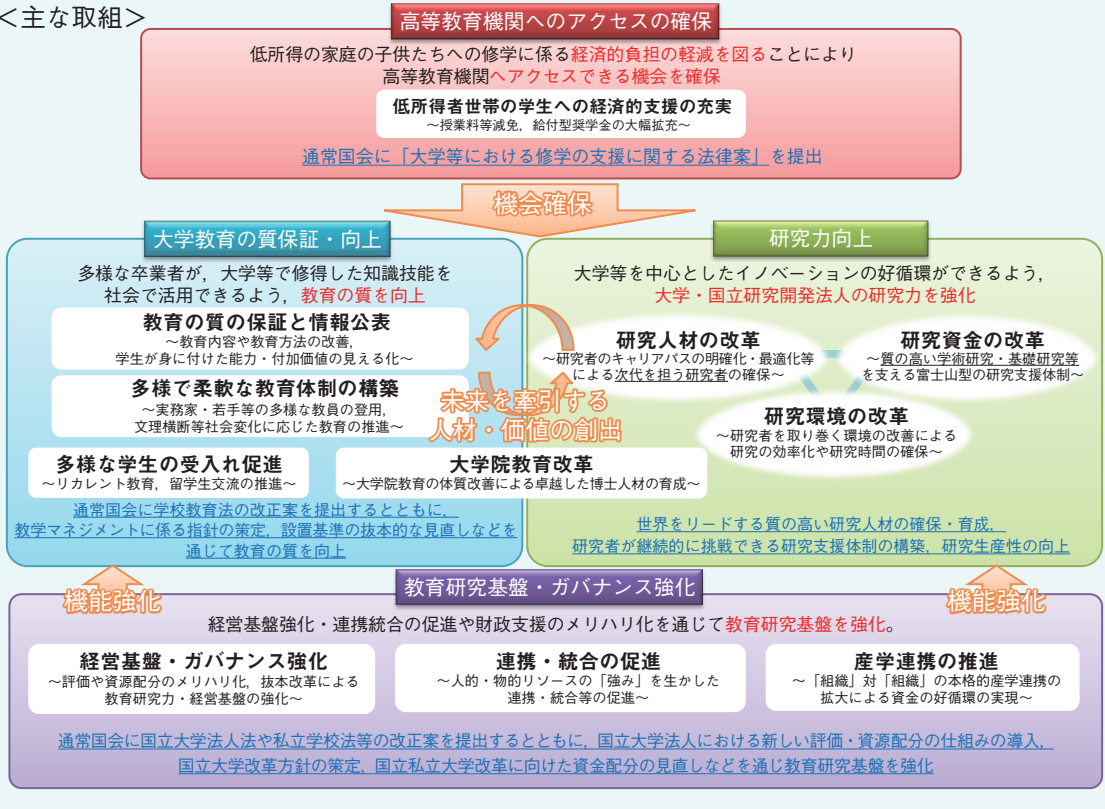 ＜主な取組＞
高等教育機関へのアクセスの確保
低所得の家庭の子供たちへの修学に係る経済的負担の軽減を図ることにより
高等教育機関へアクセスできる機会を確保
低所得者世帯の学生への経済的支援の充実
～授業料等減免，給付型奨学金の大幅拡充～
通常国会に「大学等における修学の支援に関する法律案」を提出
機会確保
大学教育の質保証・向上
多様な卒業者が，大学等で修得した知識技能を
社会で活用できるよう，教育の質を向上
教育の質の保証と情報公表
～教育内容や教育方法の改善，
学生が身に付けた能力・付加価値の見える化～
多様で柔軟な教育体制の構築
～実務家・若手等の多様な教員の登用，
文理横断等社会変化に応じた教育の推進～
多様な学生の受入れ促進
～リカレント教育，留学生交流の推進～
大学院教育改革
～大学院教育の体質改善による卓越した博士人材の育成～
通常国会に学校教育法の改正案を提出するとともに，
教学マネジメントに係る指針の策定，設置基準の抜本的な見直しなどを
通じて教育の質を向上
未来を牽引する
人材・価値の創出
研究力向上
大学等を中心としたイノベーションの好循環ができるよう，
大学・国立研究開発法人の研究力を強化
研究人材の改革
～研究者のキャリアパスの明確化・最適化等
による次代を担う研究者の確保～
研究資金の改革
～質の高い学術研究・基礎研究等
を支える富士山型の研究支援体制～
研究環境の改革
～研究者を取り巻く環境の改善による
研究の効率化や研究時間の確保～
世界をリードする質の高い研究人材の確保・育成，
研究者が継続的に挑戦できる研究支援体制の構築，研究生産性の向上
機能強化
機能強化
教育研究基盤・ガバナンス強化
経営基盤強化・連携統合の促進や財政支援のメリハリ化を通じて教育研究基盤を強化。
経営基盤・ガバナンス強化
～評価や資源配分のメリハリ化，抜本改革による
教育研究力・経営基盤の強化～
連携・統合の促進
～人的・物的リソースの「強み」を生かした
連携・統合等の促進～
産学連携の推進
～「組織」対「組織」の本格的産学連携の
拡大による資金の好循環の実現～
通常国会に国立大学法人法や私立学校法等の改正案を提出するとともに，国立大学法人における新しい評価・資源配分の仕組みの導入，
国立大学改革方針の策定，国立私立大学改革に向けた資金配分の見直しなどを通じ教育研究基盤を強化